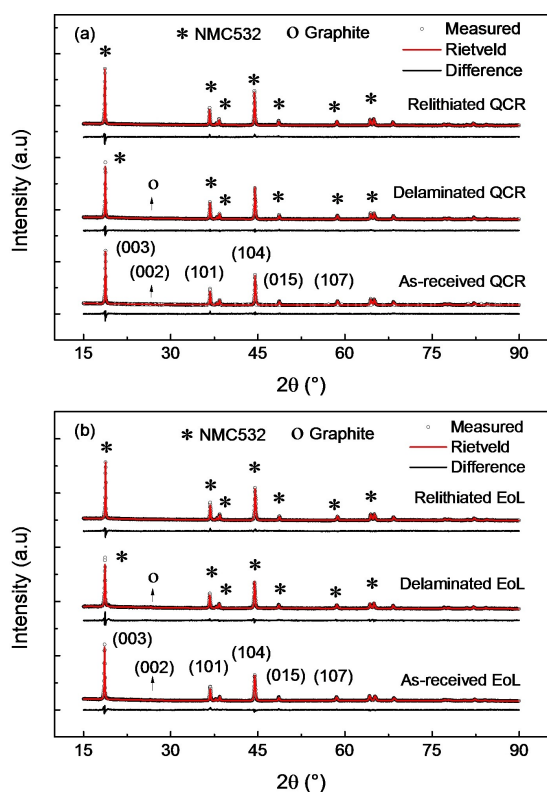 (a) * NMC532 o Graphite
Measured
Rietveld
Difference
Relithiated QCR
Delaminated QCR
o
(003)
(002)
(101)
(104)
(015)
(107)
As-received QCR
Intensity (a.u)
15 30 45 60 75 90
2θ (°)
(b) * NMC532 o Graphite
Measured
Rietveld
Difference
Relithiated EoL
Delaminated EoL
o
(003)
(002)
(101)
(104)
(015)
(107)
As-received EoL
Intensity (a.u)
15 30 45 60 75 90
2θ (°)